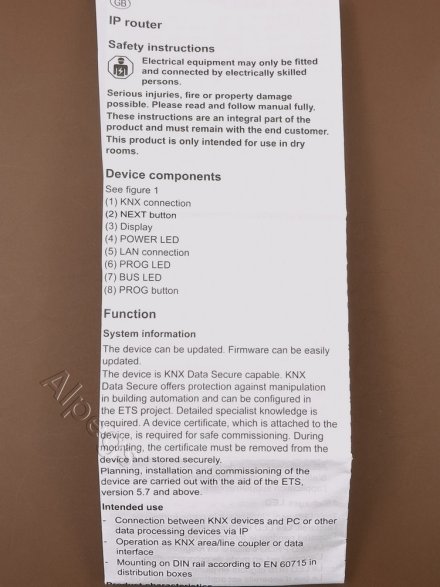 GB
IP router
Safety instructions
Electrical equipment may only be fitted
and connected by electrically skilled
persons.
Serious injuries, fire or property damage
possible. Please read and follow manual fully.
These instructions are an integral part of the
product and must remain with the end customer.
This product is only intended for use in dry
rooms.
Device components
See figure 1
(1) KNX connection
(2) NEXT button
(3) Display
(4) POWER LED
(5) LAN connection
(6) PROG LED
(7) BUS LED
(8) PROG button
Function
System information
The device can be updated. Firmware can be easily
updated.
The device is KNX Data Secure capable. KNX
Data Secure offers protection against manipulation
in building automation and can be configured in
the ETS project. Detailed specialist knowledge is
required. A device certificate, which is attached to the
device, is required for safe commissioning. During
mounting, the certificate must be removed from the
device and stored securely.
Planning, installation and commissioning of the
device are carried out with the aid of the ETS,
version 5.7 and above.
Intended use
- Connection between KNX devices and PC or other
data processing devices via IP
- Operation as KNX area/line coupler or data
interface
- Mounting on DIN rail according to EN 60715 in
distribution boxes
Product characteristics